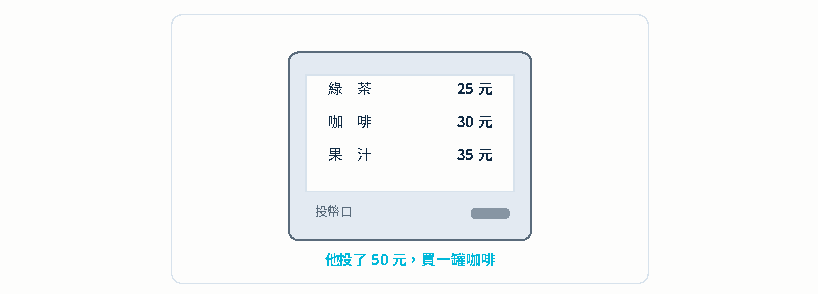 綠 茶 25 元
咖 啡 30 元
果 汁 35 元
投幣口
他投了 50 元，買一罐咖啡